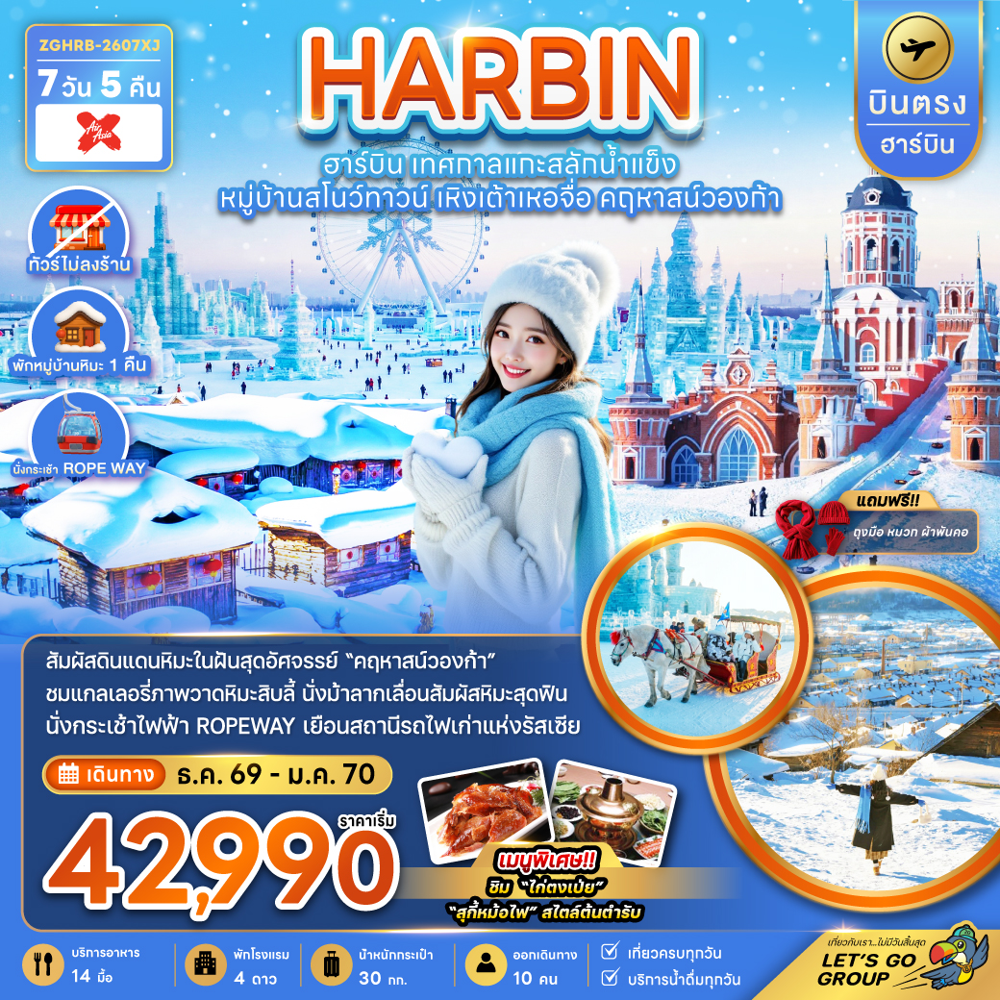 ZGHRB-2607XJ
7 วัน 5 คืน
Air
Asia
X
HARBIN
ฮาร์บิน เทศกาลแกะสลักน้ำแข็ง
หมู่บ้านสโนว์ทาวน์ เหิงเต้าเหอจื่อ คฤหาสน์วองก้า
บินตรง
ฮาร์บิน
ทัวร์ไม่ลงร้าน
พักหมู่บ้านหิมะ 1 คืน
นั่งกระเช้า ROPE WAY
แถมฟรี!!
ถุงมือ หมวก ผ้าพันคอ
สัมผัสดินแดนหิมะในฝันสุดอัศจรรย์ “คฤหาสน์วองก้า”
ชมแกลเลอรี่ภาพวาดหิมะสิบลี้ นั่งม้าลากเลื่อนสัมผัสหิมะสุดฟิน
นั่งกระเช้าไฟฟ้า ROPEWAY เยือนสถานีรถไฟเก่าแห่งรัสเซีย
เดินทาง ธ.ค. 69 - ม.ค. 70
ราคาเริ่ม
42,990
เมนูพิเศษ!!
ชิม “ไก่ตงเป่ย”
“สุกี้หม้อไฟ” สไตล์ต้นตำรับ
บริการอาหาร
14 มื้อ
พักโรงแรม
4 ดาว
น้ำหนักกระเป๋า
30 กก.
ออกเดินทาง
10 คน
เที่ยวครบทุกวัน
บริการน้ำดื่มทุกวัน
เที่ยวกับเรา...ไม่มีวันสิ้นสุด
LET'S GO
GROUP